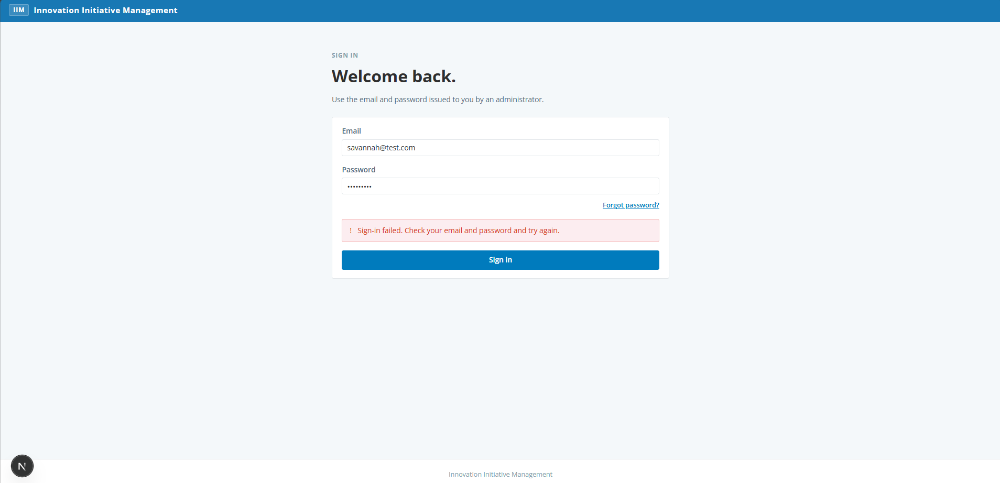 IIM Innovation Initiative Management
SIGN IN
Welcome back.
Use the email and password issued to you by an administrator.
Email
savannah@test.com
Password
•••••••••
Forgot password?
! Sign-in failed. Check your email and password and try again.
Sign in
N
Innovation Initiative Management